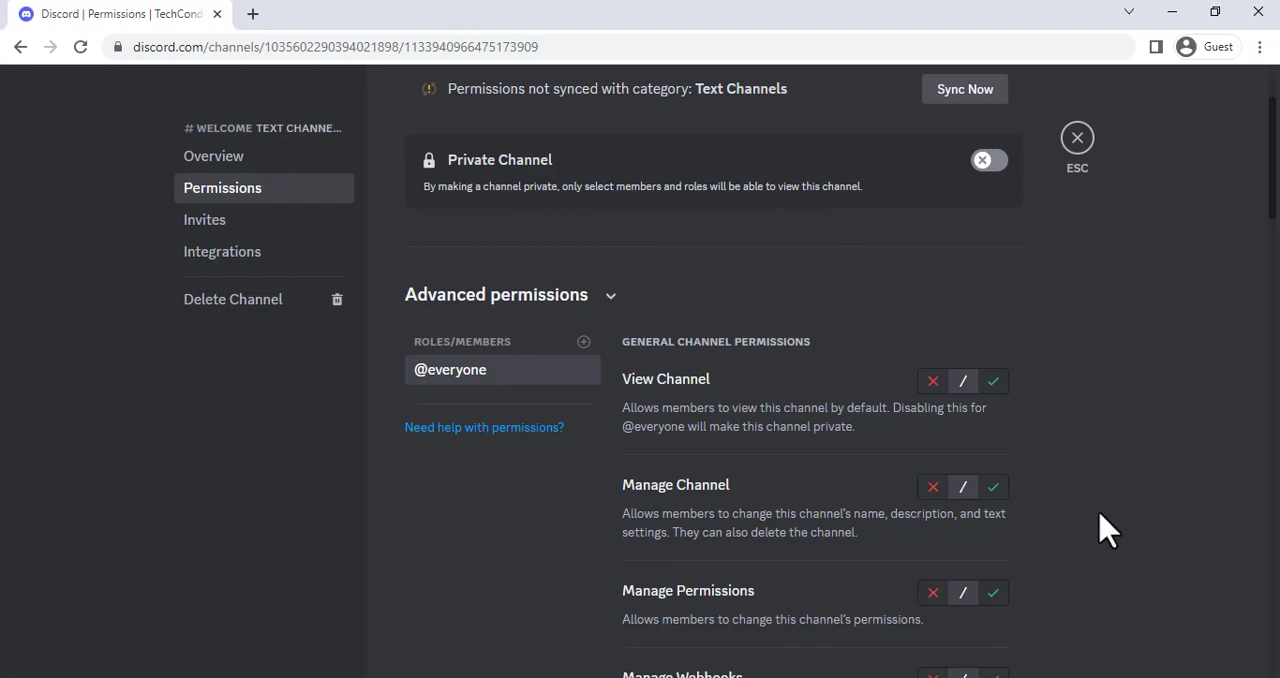 Discord | Permissions | TechCond
discord.com/channels/1035602290394021898/1133940966475173909
Guest
Permissions not synced with category: Text Channels
Sync Now
# WELCOME TEXT CHANNE...
Overview
Permissions
Invites
Integrations
Delete Channel
Private Channel
By making a channel private, only select members and roles will be able to view this channel.
ESC
Advanced permissions
ROLES/MEMBERS
@everyone
Need help with permissions?
GENERAL CHANNEL PERMISSIONS
View Channel
Allows members to view this channel by default. Disabling this for
@everyone will make this channel private.
Manage Channel
Allows members to change this channel's name, description, and text
settings. They can also delete the channel.
Manage Permissions
Allows members to change this channel's permissions.
Manage Webhooks